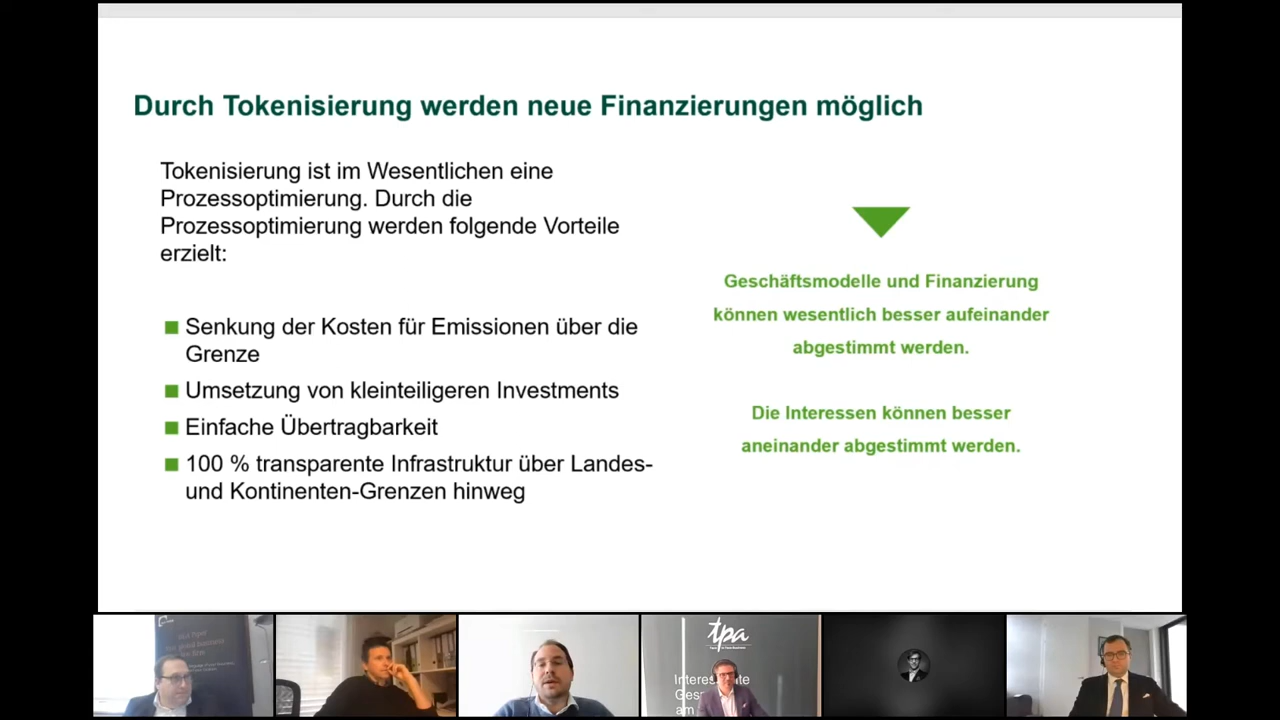 Durch Tokenisierung werden neue Finanzierungen möglich
Tokenisierung ist im Wesentlichen eine
Prozessoptimierung. Durch die
Prozessoptimierung werden folgende Vorteile
erzielt:
Senkung der Kosten für Emissionen über die
Grenze
Umsetzung von kleinteiligeren Investments
Einfache Übertragbarkeit
100 % transparente Infrastruktur über Landes-
und Kontinenten-Grenzen hinweg
Geschäftsmodelle und Finanzierung
können wesentlich besser aufeinander
abgestimmt werden.
Die Interessen können besser
aneinander abgestimmt werden.
tpa
am